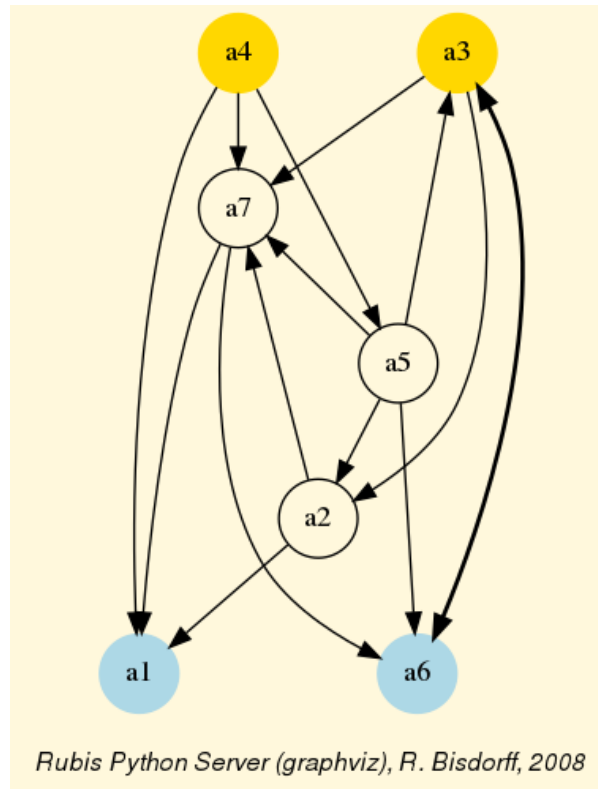 a4 a3
a7
a5
a2
a1 a6
Rubis Python Server (graphviz), R. Bisdorff, 2008